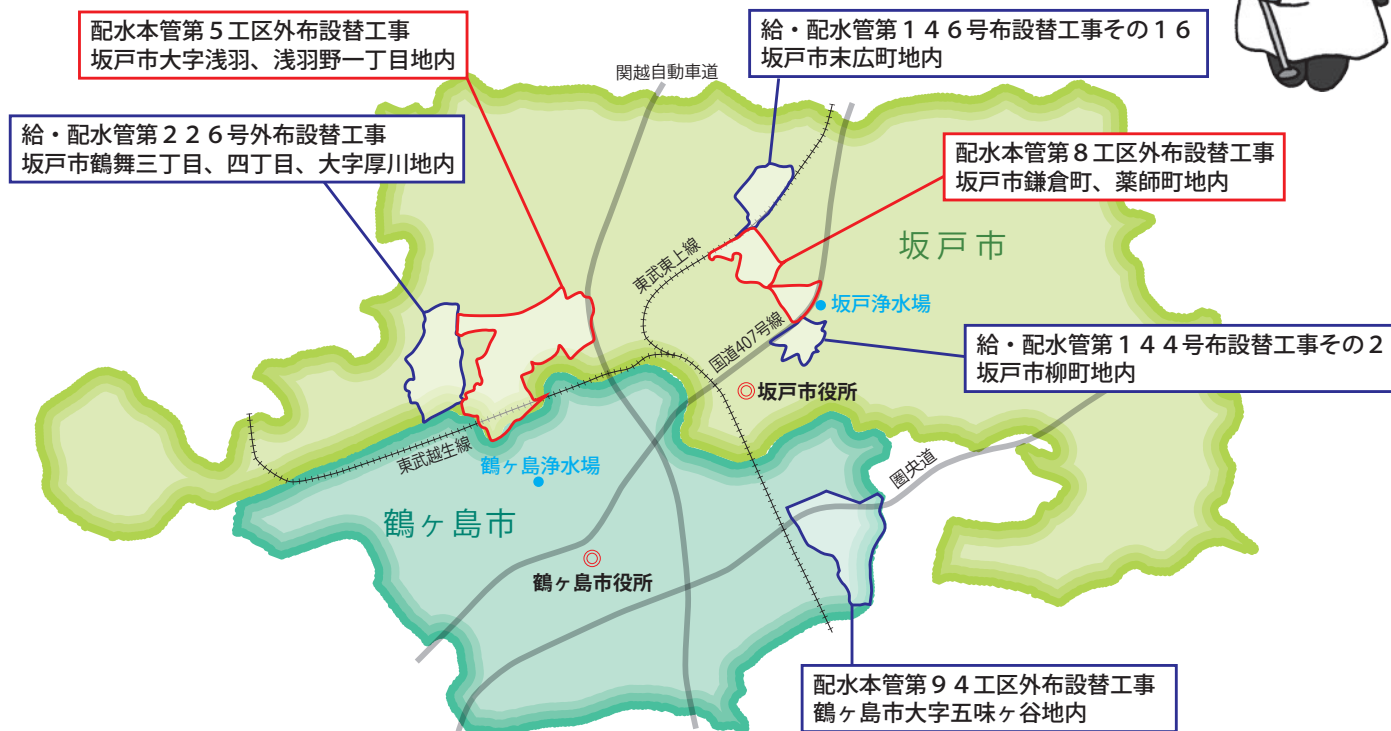 配水本管第５工区外布設替工事
坂戸市大字浅羽、浅羽野一丁目地内
給・配水管第１４６号布設替工事その１６
坂戸市末広町地内
関越自動車道
給・配水管第２２６号外布設替工事
坂戸市鶴舞三丁目、四丁目、大字厚川地内
配水本管第８工区外布設替工事
坂戸市鎌倉町、薬師町地内
坂戸市
東武東上線
坂戸浄水場
国道407号線
給・配水管第１４４号布設替工事その２
坂戸市柳町地内
坂戸市役所
東武越生線
鶴ヶ島浄水場
圏央道
鶴ヶ島市
鶴ヶ島市役所
配水本管第９４工区外布設替工事
鶴ヶ島市大字五味ヶ谷地内